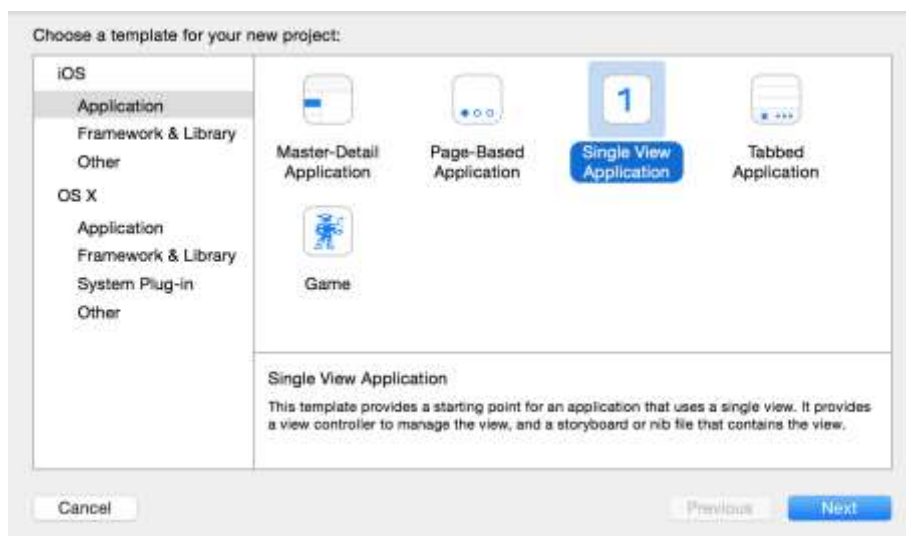 Choose a template for your new project:
iOS
Application
Framework & Library
Other
OS X
Application
Framework & Library
System Plug-in
Other
Master-Detail
Application
Page-Based
Application
1
Single View
Application
Tabbed
Application
Game
Single View Application
This template provides a starting point for an application that uses a single view. It provides
a view controller to manage the view, and a storyboard or nib file that contains the view.
Cancel
Previous
Next